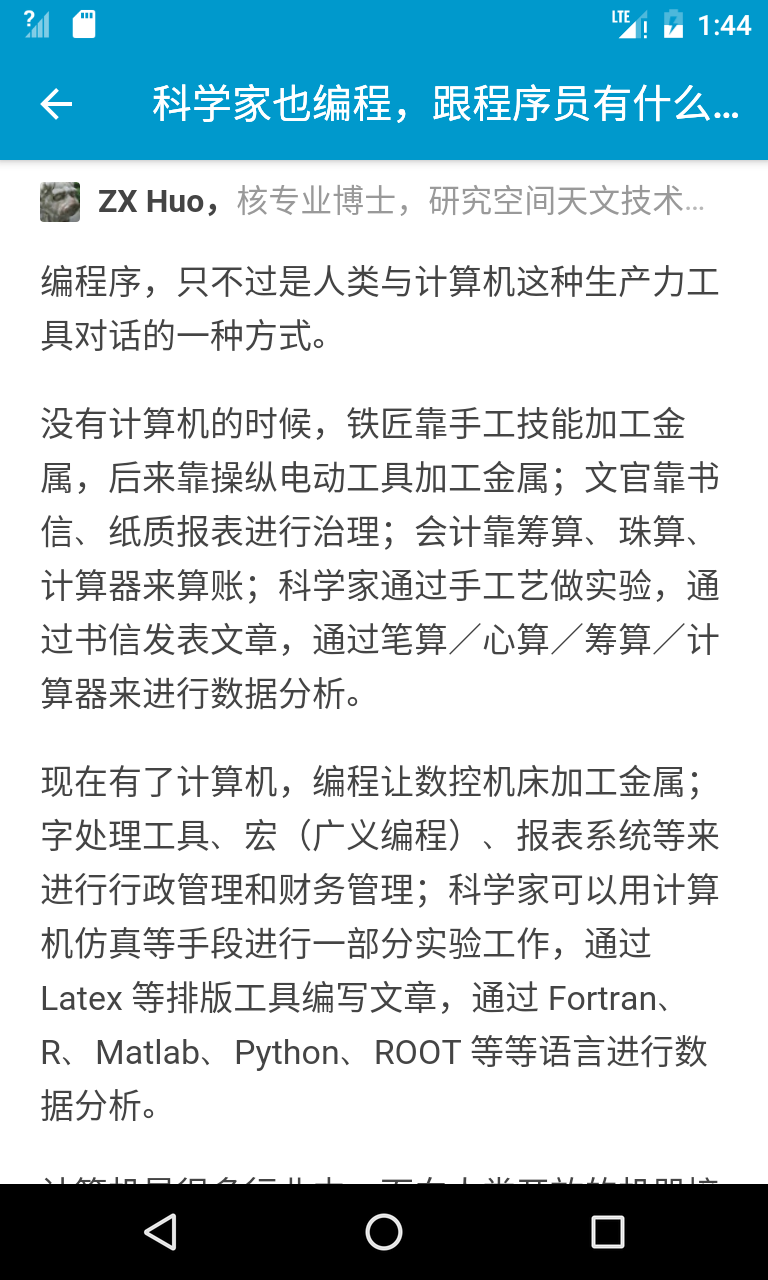 LTE 1:44
科学家也编程，跟程序员有什么...
ZX Huo，核专业博士，研究空间天文技术...
编程序，只不过是人类与计算机这种生产力工
具对话的一种方式。
没有计算机的时候，铁匠靠手工技能加工金
属，后来靠操纵电动工具加工金属；文官靠书
信、纸质报表进行治理；会计靠筹算、珠算、
计算器来算账；科学家通过手工艺做实验，通
过书信发表文章，通过笔算／心算／筹算／计
算器来进行数据分析。
现在有了计算机，编程让数控机床加工金属；
字处理工具、宏（广义编程）、报表系统等来
进行行政管理和财务管理；科学家可以用计算
机仿真等手段进行一部分实验工作，通过
Latex 等排版工具编写文章，通过 Fortran、
R、Matlab、Python、ROOT 等等语言进行数
据分析。